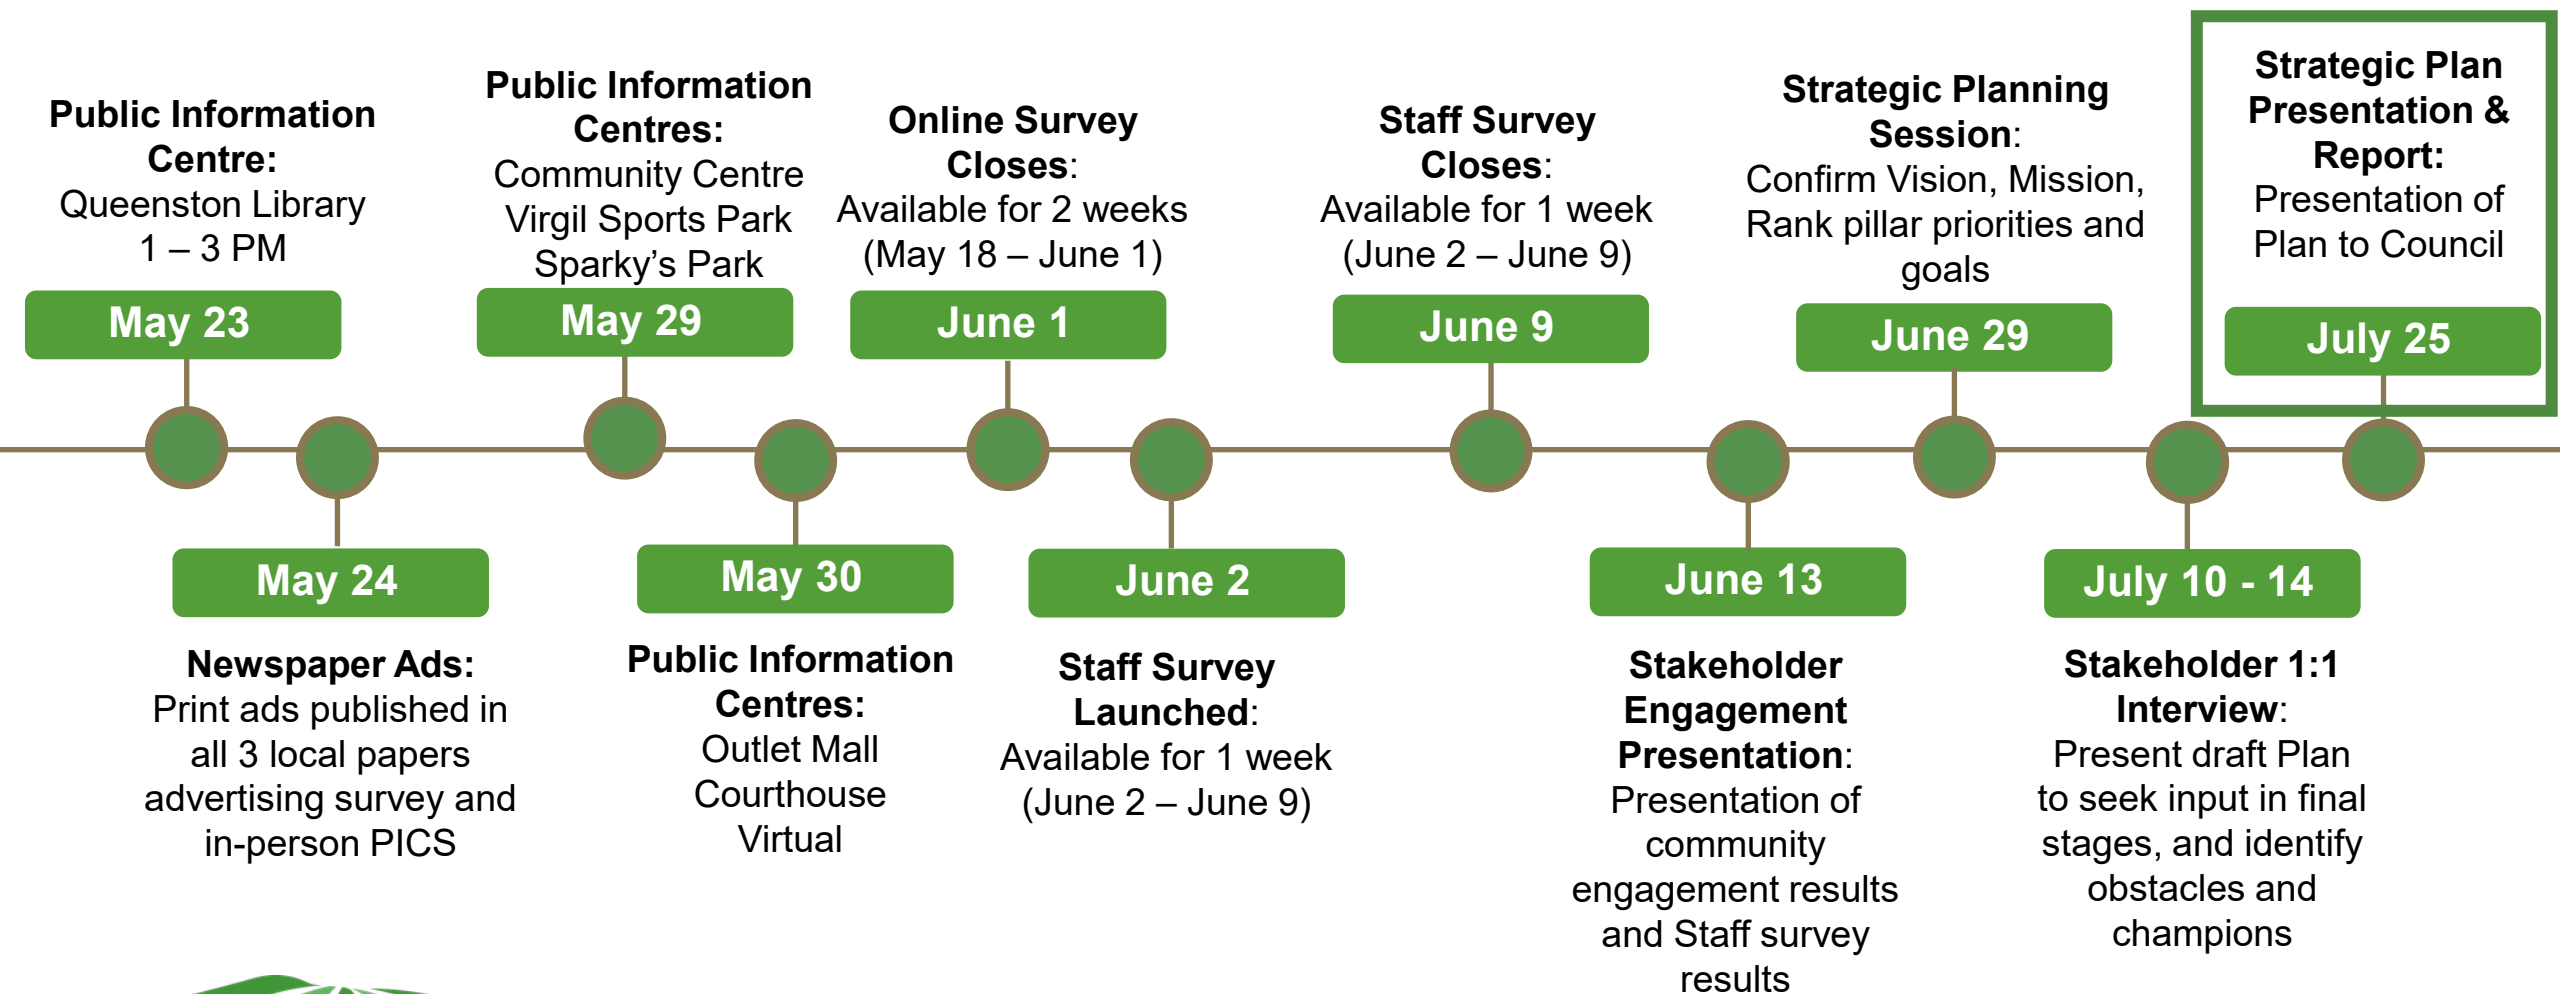 Public Information
Centre:
Queenston Library
1 – 3 PM
May 23
May 24
Newspaper Ads:
Print ads published in
all 3 local papers
advertising survey and
in-person PICS
Public Information
Centres:
Community Centre
Virgil Sports Park
Sparky’s Park
May 29
May 30
Public Information
Centres:
Outlet Mall
Courthouse
Virtual
Online Survey
Closes:
Available for 2 weeks
(May 18 – June 1)
June 1
June 2
Staff Survey
Launched:
Available for 1 week
(June 2 – June 9)
Staff Survey
Closes:
Available for 1 week
(June 2 – June 9)
June 9
June 13
Stakeholder
Engagement
Presentation:
Presentation of
community
engagement results
and Staff survey
results
Strategic Planning
Session:
Confirm Vision, Mission,
Rank pillar priorities and
goals
June 29
July 10 - 14
Stakeholder 1:1
Interview:
Present draft Plan
to seek input in final
stages, and identify
obstacles and
champions
Strategic Plan
Presentation &
Report:
Presentation of
Plan to Council
July 25